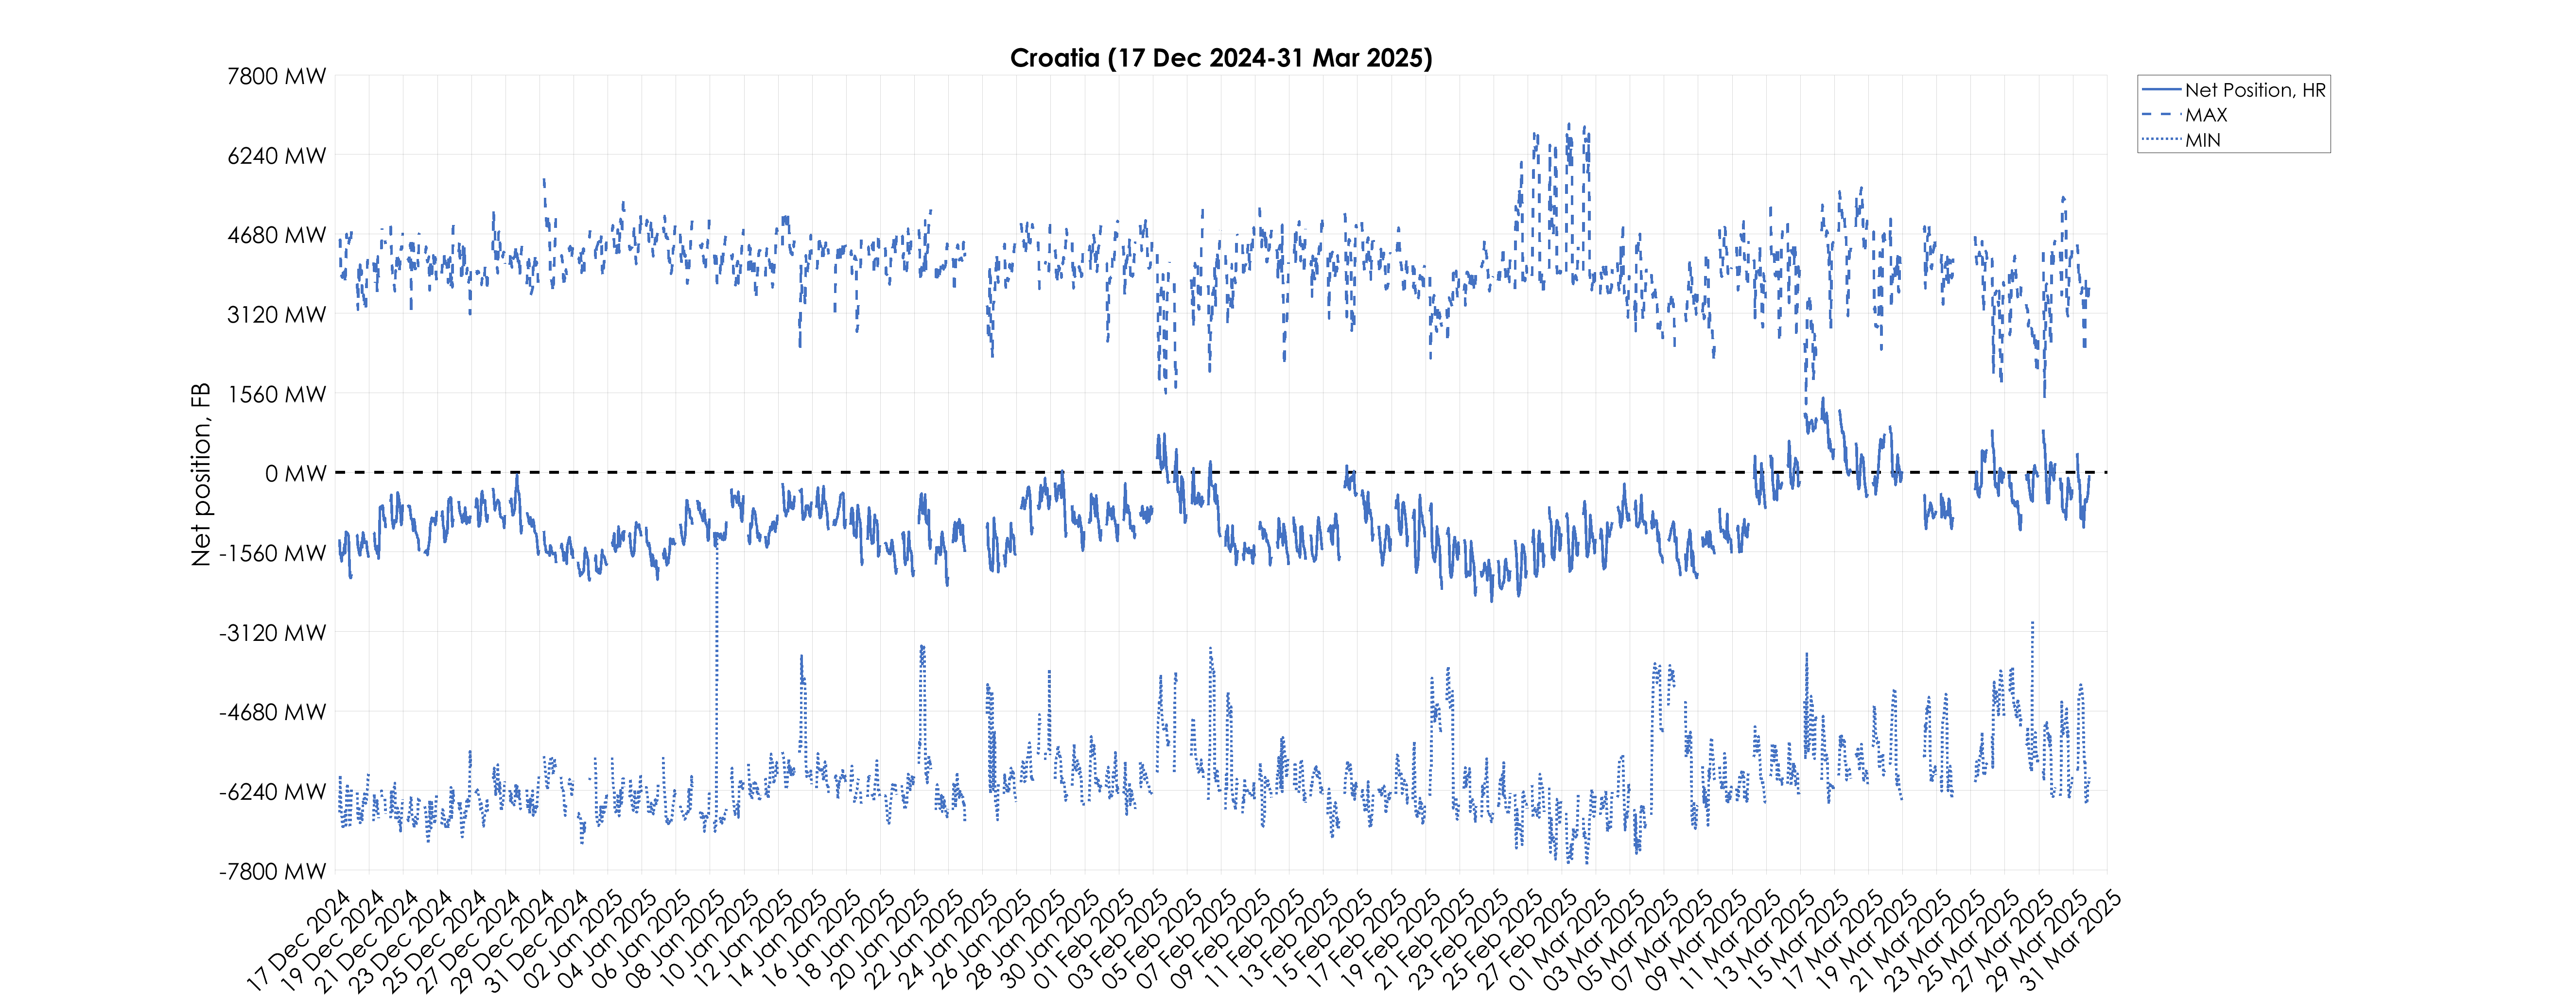 Croatia (17 Dec 2024-31 Mar 2025)
7800 MW
6240 MW
4680 MW
3120 MW
1560 MW
0 MW
-1560 MW
-3120 MW
-4680 MW
-6240 MW
-7800 MW
Net position, FB
Net Position, HR
MAX
MIN
17 Dec 2024
19 Dec 2024
21 Dec 2024
23 Dec 2024
25 Dec 2024
27 Dec 2024
29 Dec 2024
31 Dec 2024
02 Jan 2025
04 Jan 2025
06 Jan 2025
08 Jan 2025
10 Jan 2025
12 Jan 2025
14 Jan 2025
16 Jan 2025
18 Jan 2025
20 Jan 2025
22 Jan 2025
24 Jan 2025
26 Jan 2025
28 Jan 2025
30 Jan 2025
01 Feb 2025
03 Feb 2025
05 Feb 2025
07 Feb 2025
09 Feb 2025
11 Feb 2025
13 Feb 2025
15 Feb 2025
17 Feb 2025
19 Feb 2025
21 Feb 2025
23 Feb 2025
25 Feb 2025
27 Feb 2025
01 Mar 2025
03 Mar 2025
05 Mar 2025
07 Mar 2025
09 Mar 2025
11 Mar 2025
13 Mar 2025
15 Mar 2025
17 Mar 2025
19 Mar 2025
21 Mar 2025
23 Mar 2025
25 Mar 2025
27 Mar 2025
29 Mar 2025
31 Mar 2025